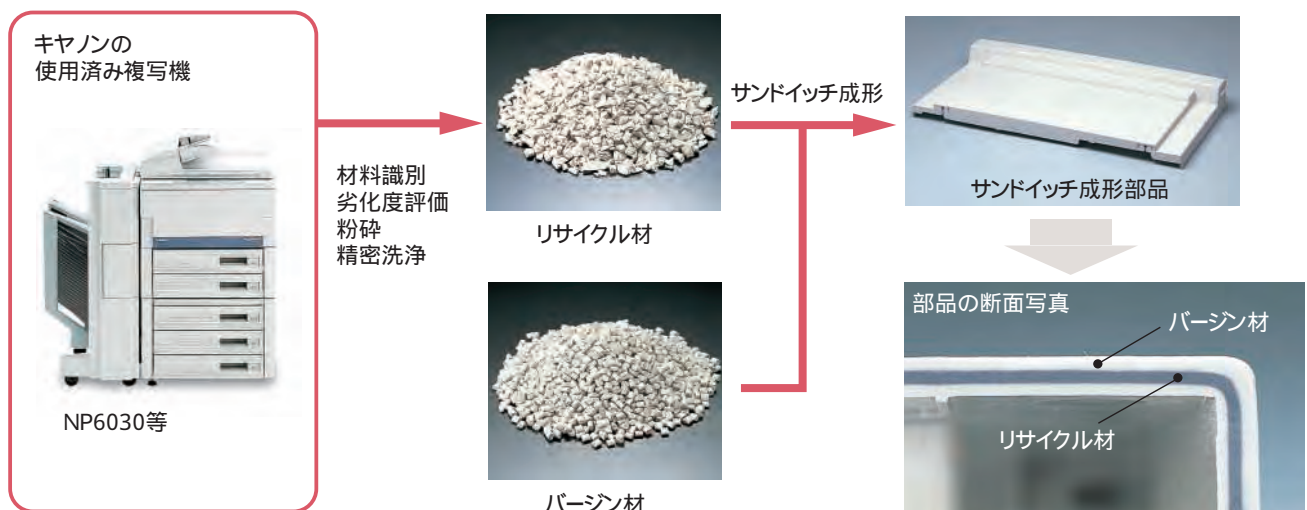 キヤノンの
使用済み複写機
NP6030等
材料識別
劣化度評価
粉砕
精密洗浄
リサイクル材
バージン材
サンドイッチ成形
サンドイッチ成形部品
部品の断面写真
バージン材
リサイクル材